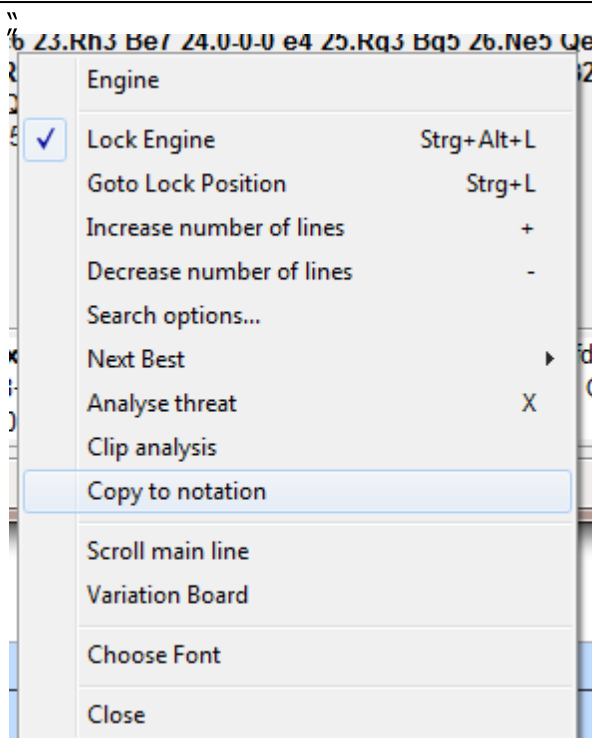 “
6 23.Rh3 Be7 24.0-0-0 e4 25.Rg3 Bg5 26.Ne5 Qe
Engine
Lock Engine Strg+Alt+L
Goto Lock Position Strg+L
Increase number of lines +
Decrease number of lines -
Search options...
Next Best
Analyse threat X
Clip analysis
Copy to notation
Scroll main line
Variation Board
Choose Font
Close